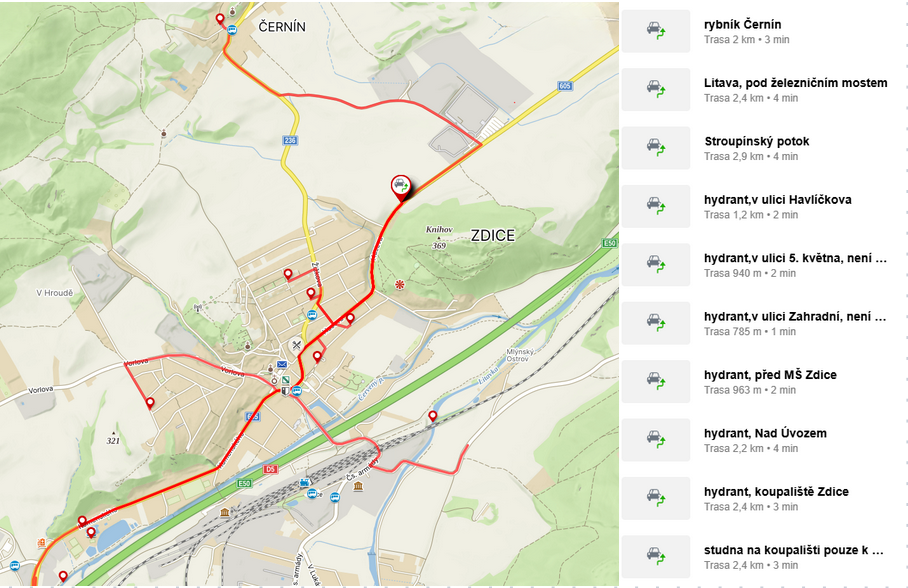 ČERNÍN
605
236
Knihov
369
ZDICE
E50
V Hroudě
Vorlova
Vorlova
Vorlova
Mlýnský
Ostrov
Červený p.
Litavka
321
D5
E50
Čs. armády
V Luká
rybník Černín
Trasa 2 km • 3 min
Litava, pod železničním mostem
Trasa 2,4 km • 4 min
Stroupínský potok
Trasa 2,9 km • 4 min
hydrant,v ulici Havlíčkova
Trasa 1,2 km • 2 min
hydrant,v ulici 5. května, není ...
Trasa 940 m • 2 min
hydrant,v ulici Zahradní, není ...
Trasa 785 m • 1 min
hydrant, před MŠ Zdice
Trasa 963 m • 2 min
hydrant, Nad Úvozem
Trasa 2,2 km • 4 min
hydrant, koupaliště Zdice
Trasa 2,4 km • 3 min
studna na koupališti pouze k ...
Trasa 2,4 km • 3 min